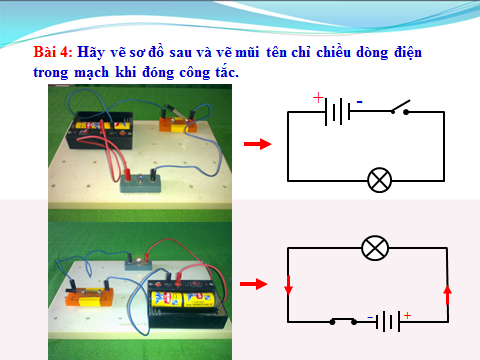 Bài 4: Hãy vẽ sơ đồ sau và vẽ mũi tên chỉ chiều dòng điện
trong mạch khi đóng công tắc.
+ -
- +